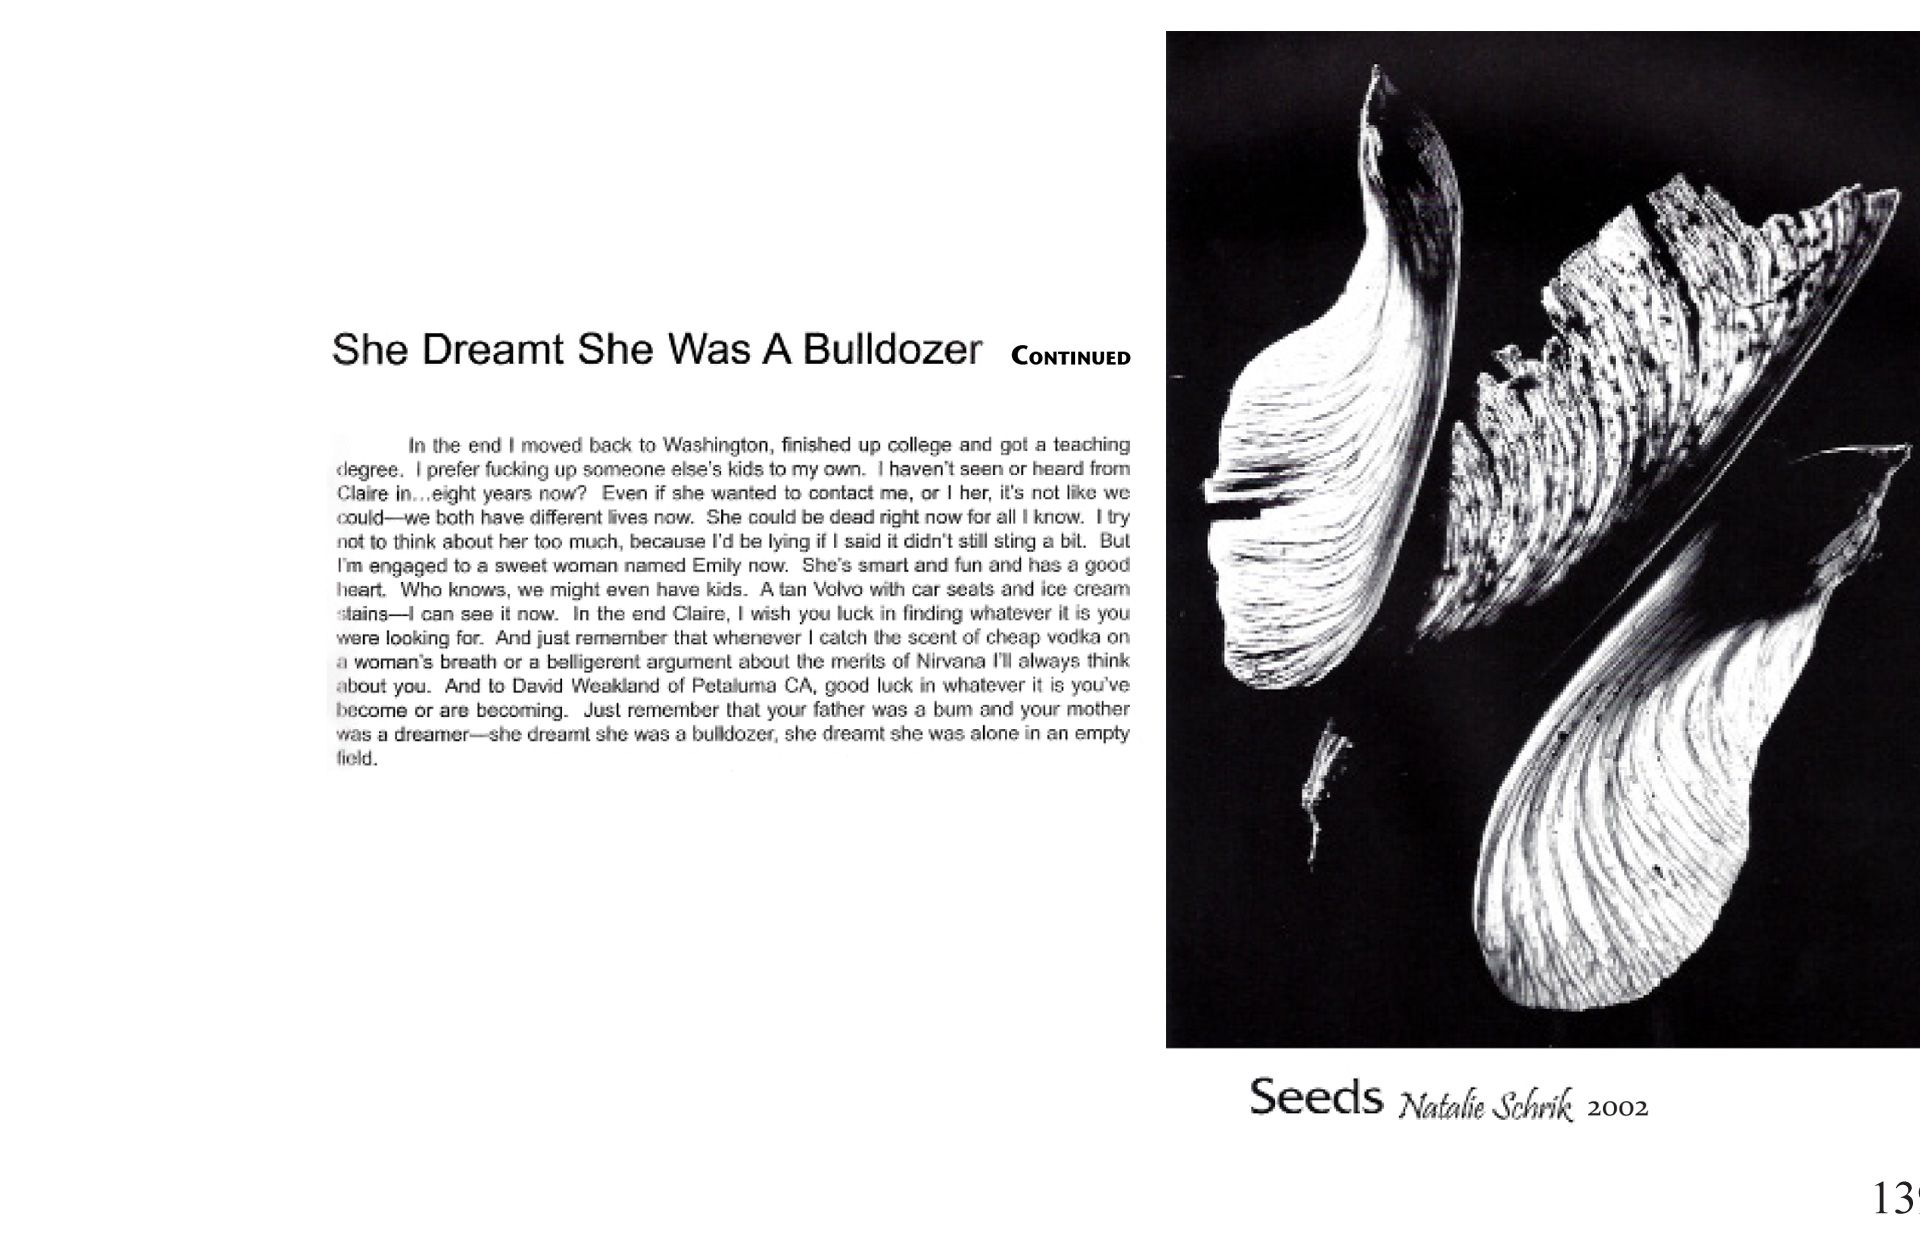 She Dreamt She Was A Bulldozer CONTINUED
In the end I moved back to Washington, finished up college and got a teaching
degree. I prefer fucking up someone else's kids to my own. I haven't seen or heard from
Claire in...eight years now? Even if she wanted to contact me, or I her, it's not like we
could—we both have different lives now. She could be dead right now for all I know. I try
not to think about her too much, because I'd be lying if I said it didn't still sting a bit. But
I'm engaged to a sweet woman named Emily now. She's smart and fun and has a good
heart. Who knows, we might even have kids. A tan Volvo with car seats and ice cream
stains—I can see it now. In the end Claire, I wish you luck in finding whatever it is you
were looking for. And just remember that whenever I catch the scent of cheap vodka on
a woman's breath or a belligerent argument about the merits of Nirvana I'll always think
about you. And to David Weakland of Petaluma CA, good luck in whatever it is you've
become or are becoming. Just remember that your father was a bum and your mother
was a dreamer—she dreamt she was a bulldozer, she dreamt she was alone in an empty
field.
Seeds Natalie Schrik 2002